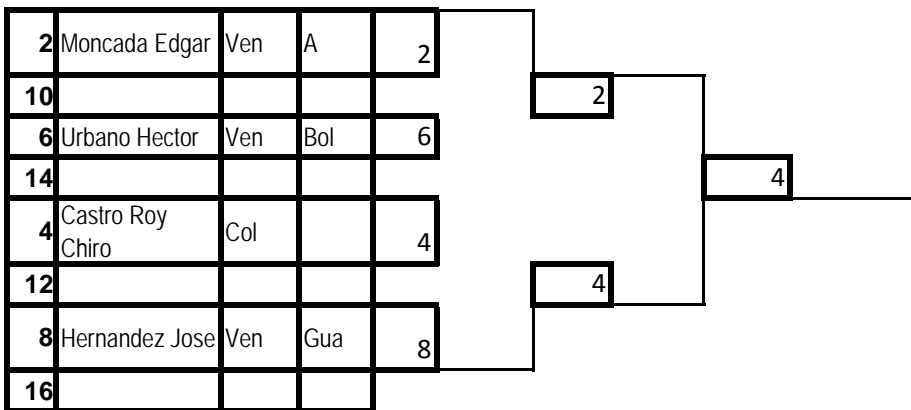 2 Moncada Edgar Ven A 2
10 2
6 Urbano Hector Ven Bol 6
14 4
4 Castro Roy Chiro Col 4
12 4
8 Hernandez Jose Ven Gua 8
16